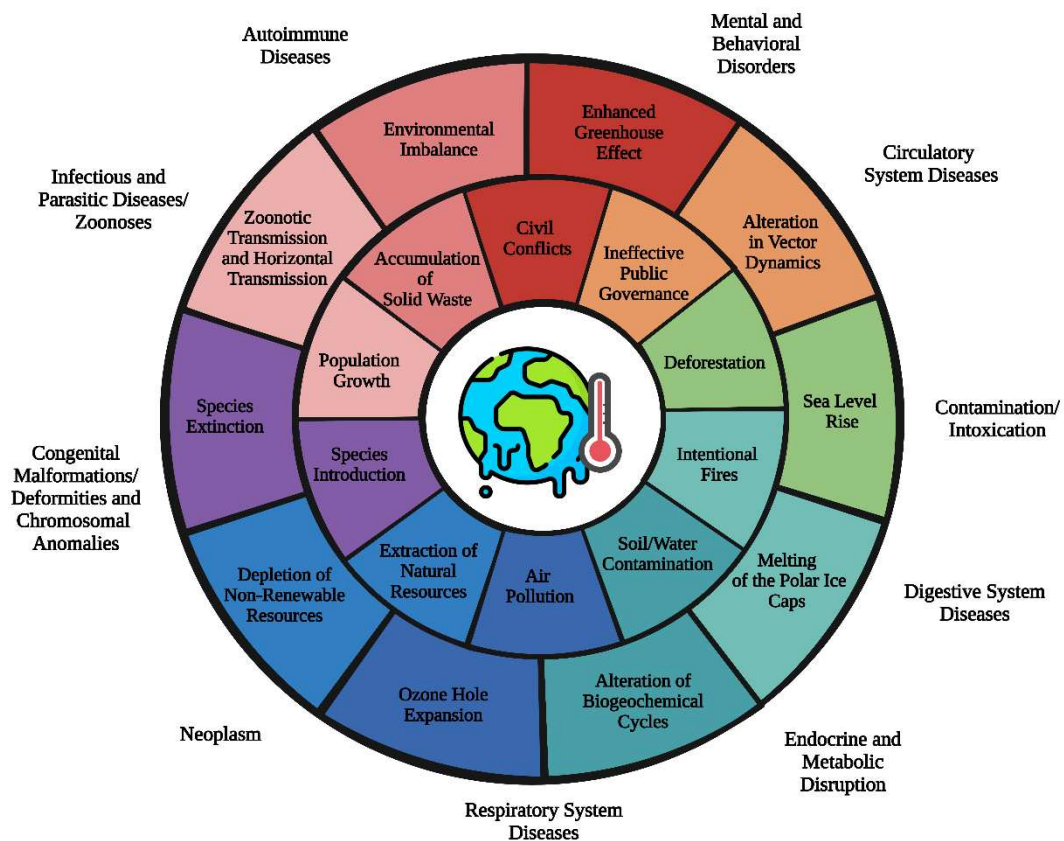 Mental and
Behavioral
Disorders
Autoimmune
Diseases
Circulatory
System Diseases
Infectious and
Parasitic Diseases/
Zoonoses
Contamination/
Intoxication
Congenital
Malformations/
Deformities and
Chromosomal
Anomalies
Digestive System
Diseases
Neoplasm
Endocrine and
Metabolic
Disruption
Respiratory System
Diseases
Environmental
Imbalance
Enhanced
Greenhouse
Effect
Alteration
in Vector
Dynamics
Zoonotic
Transmission
and Horizontal
Transmission
Sea Level
Rise
Species
Extinction
Melting
of the Polar Ice
Caps
Depletion of
Non-Renewable
Resources
Ozone Hole
Expansion
Alteration of
Biogeochemical
Cycles
Civil
Conflicts
Ineffective
Public
Governance
Accumulation
of
Solid Waste
Deforestation
Population
Growth
Intentional
Fires
Species
Introduction
Soil/Water
Contamination
Extraction of
Natural
Resources
Air
Pollution